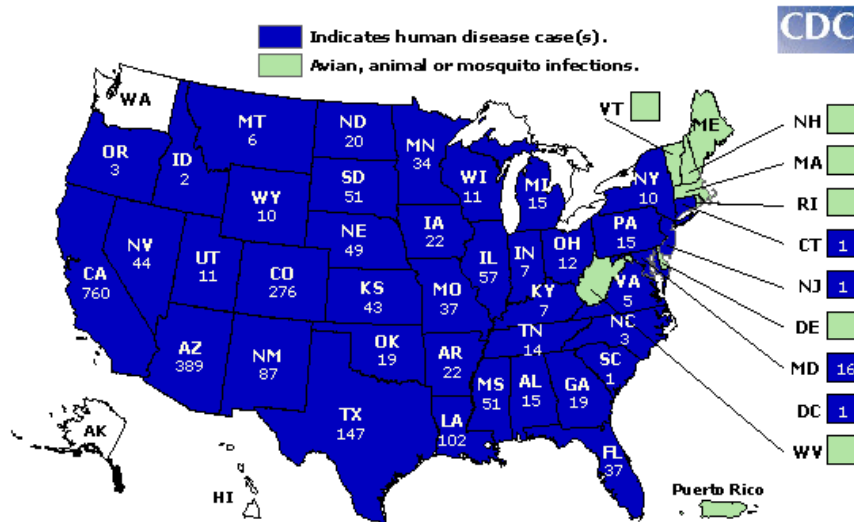 Indicates human disease case(s).
CDC
Avian, animal or mosquito infections.
WA
VT
MT
6
ND
20
MN
34
ME
NH
OR
3
ID
2
SD
51
WI
11
MI
15
NY
10
MA
WY
10
RI
NV
44
UT
11
NE
49
IA
22
PA
15
CT 1
CA
760
CO
276
IL
57
IN
7
OH
12
VA
5
NJ 1
KS
43
MO
37
KY
7
NC
3
DE
AZ
389
NM
87
OK
19
AR
22
TN
14
SC
1
MD 16
MS
51
AL
15
GA
19
DC 1
TX
147
LA
102
WV
AK
FL
37
HI
Puerto Rico